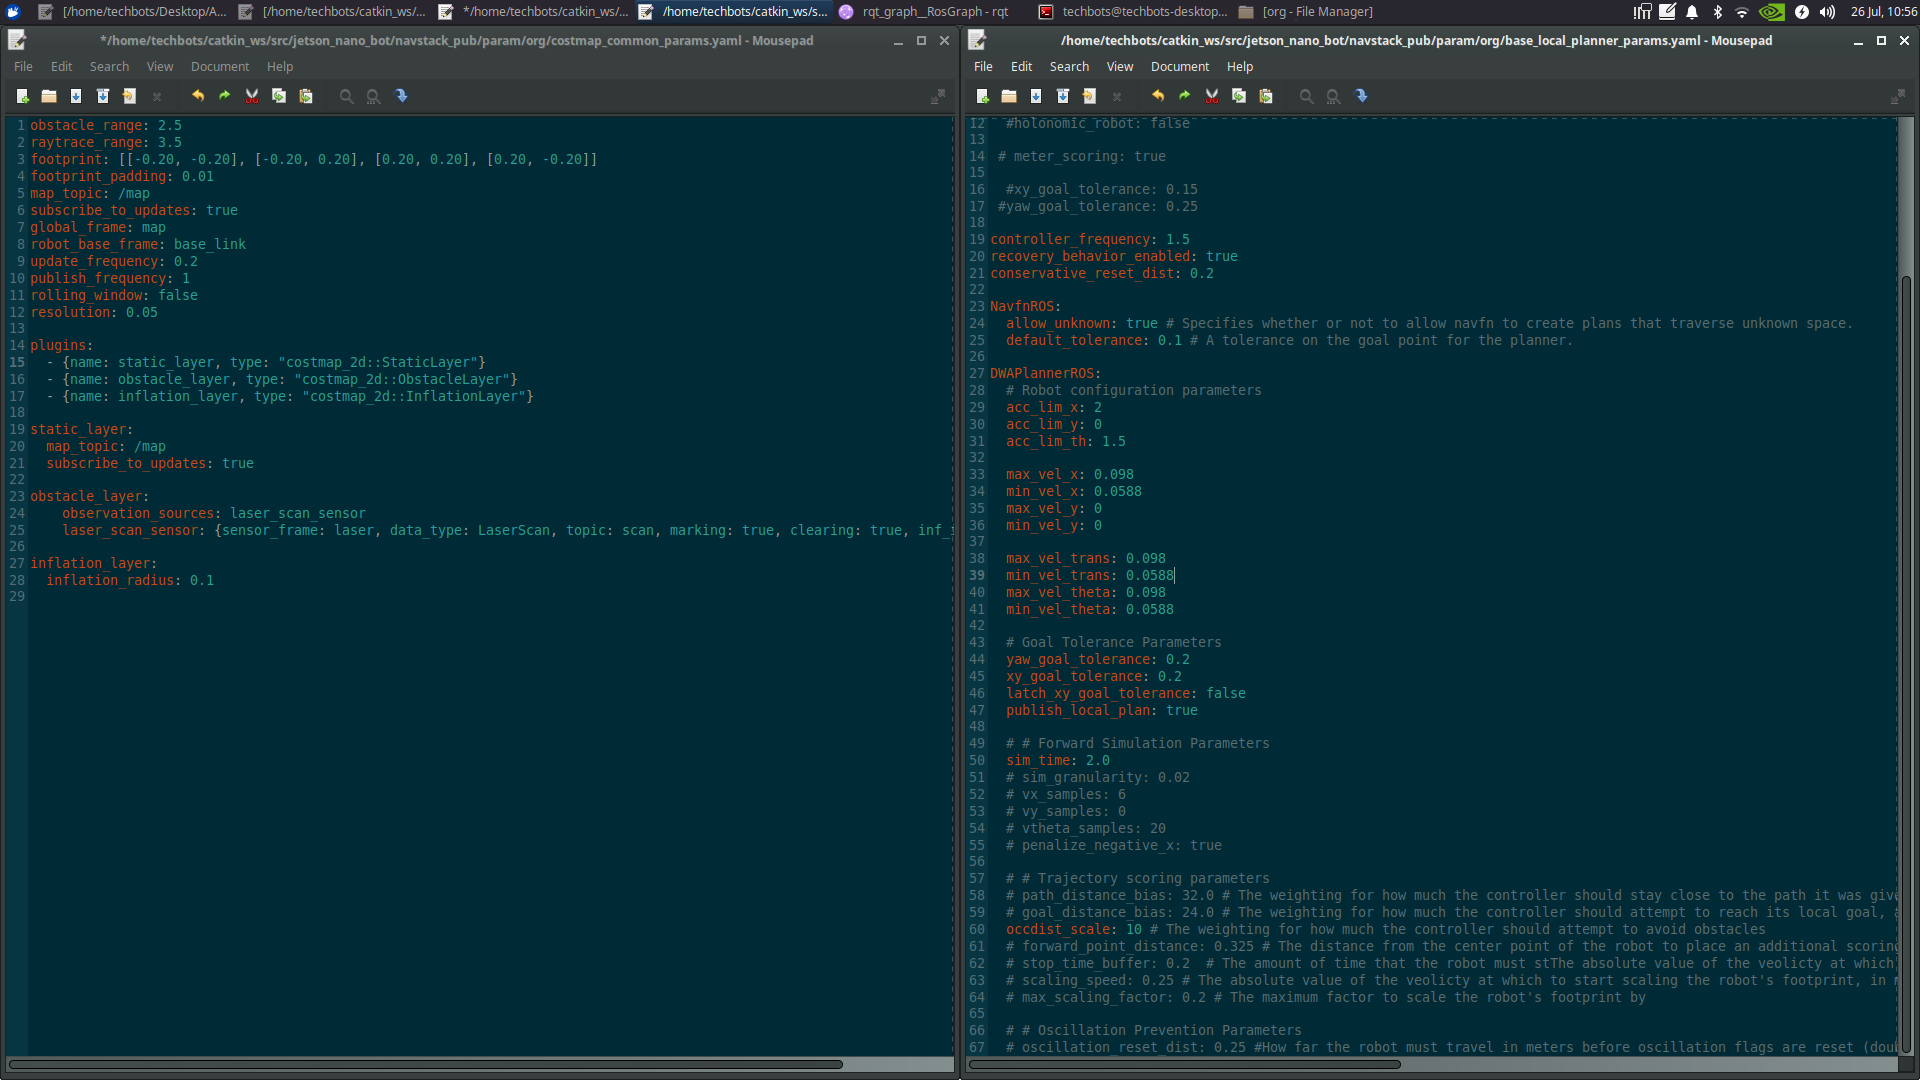 [/home/techbots/Desktop/A...
[/home/techbots/catkin_ws/...
*/home/techbots/catkin_ws/...
/home/techbots/catkin_ws/s...
rqt_graph__RosGraph - rqt
techbots@techbots-desktop...
[org - File Manager]
26 Jul, 10:56
*/home/techbots/catkin_ws/src/jetson_nano_bot/navstack_pub/param/org/costmap_common_params.yaml - Mousepad
File Edit Search View Document Help
1 obstacle_range: 2.5
2 raytrace_range: 3.5
3 footprint: [[-0.20, -0.20], [-0.20, 0.20], [0.20, 0.20], [0.20, -0.20]]
4 footprint_padding: 0.01
5 map_topic: /map
6 subscribe_to_updates: true
7 global_frame: map
8 robot_base_frame: base_link
9 update_frequency: 0.2
10 publish_frequency: 1
11 rolling_window: false
12 resolution: 0.05
13
14 plugins:
15   - {name: static_layer, type: "costmap_2d::StaticLayer"}
16   - {name: obstacle_layer, type: "costmap_2d::ObstacleLayer"}
17   - {name: inflation_layer, type: "costmap_2d::InflationLayer"}
18
19 static_layer:
20   map_topic: /map
21   subscribe_to_updates: true
22
23 obstacle_layer:
24     observation_sources: laser_scan_sensor
25     laser_scan_sensor: {sensor_frame: laser, data_type: LaserScan, topic: scan, marking: true, clearing: true, inf_
26
27 inflation_layer:
28   inflation_radius: 0.1
29
/home/techbots/catkin_ws/src/jetson_nano_bot/navstack_pub/param/org/base_local_planner_params.yaml - Mousepad
File Edit Search View Document Help
12   #holonomic_robot: false
13
14  # meter_scoring: true
15
16   #xy_goal_tolerance: 0.15
17  #yaw_goal_tolerance: 0.25
18
19 controller_frequency: 1.5
20 recovery_behavior_enabled: true
21 conservative_reset_dist: 0.2
22
23 NavfnROS:
24   allow_unknown: true # Specifies whether or not to allow navfn to create plans that traverse unknown space.
25   default_tolerance: 0.1 # A tolerance on the goal point for the planner.
26
27 DWAPlannerROS:
28   # Robot configuration parameters
29   acc_lim_x: 2
30   acc_lim_y: 0
31   acc_lim_th: 1.5
32
33   max_vel_x: 0.098
34   min_vel_x: 0.0588
35   max_vel_y: 0
36   min_vel_y: 0
37
38   max_vel_trans: 0.098
39   min_vel_trans: 0.0588
40   max_vel_theta: 0.098
41   min_vel_theta: 0.0588
42
43   # Goal Tolerance Parameters
44   yaw_goal_tolerance: 0.2
45   xy_goal_tolerance: 0.2
46   latch_xy_goal_tolerance: false
47   publish_local_plan: true
48
49   # # Forward Simulation Parameters
50   sim_time: 2.0
51   # sim_granularity: 0.02
52   # vx_samples: 6
53   # vy_samples: 0
54   # vtheta_samples: 20
55   # penalize_negative_x: true
56
57   # # Trajectory scoring parameters
58   # path_distance_bias: 32.0 # The weighting for how much the controller should stay close to the path it was give
59   # goal_distance_bias: 24.0 # The weighting for how much the controller should attempt to reach its local goal,
60   occdist_scale: 10 # The weighting for how much the controller should attempt to avoid obstacles
61   # forward_point_distance: 0.325 # The distance from the center point of the robot to place an additional scoring
62   # stop_time_buffer: 0.2  # The amount of time that the robot must stThe absolute value of the veolicty at which
63   # scaling_speed: 0.25 # The absolute value of the veolicty at which to start scaling the robot's footprint, in
64   # max_scaling_factor: 0.2 # The maximum factor to scale the robot's footprint by
65
66   # # Oscillation Prevention Parameters
67   # oscillation_reset_dist: 0.25 #How far the robot must travel in meters before oscillation flags are reset (dou